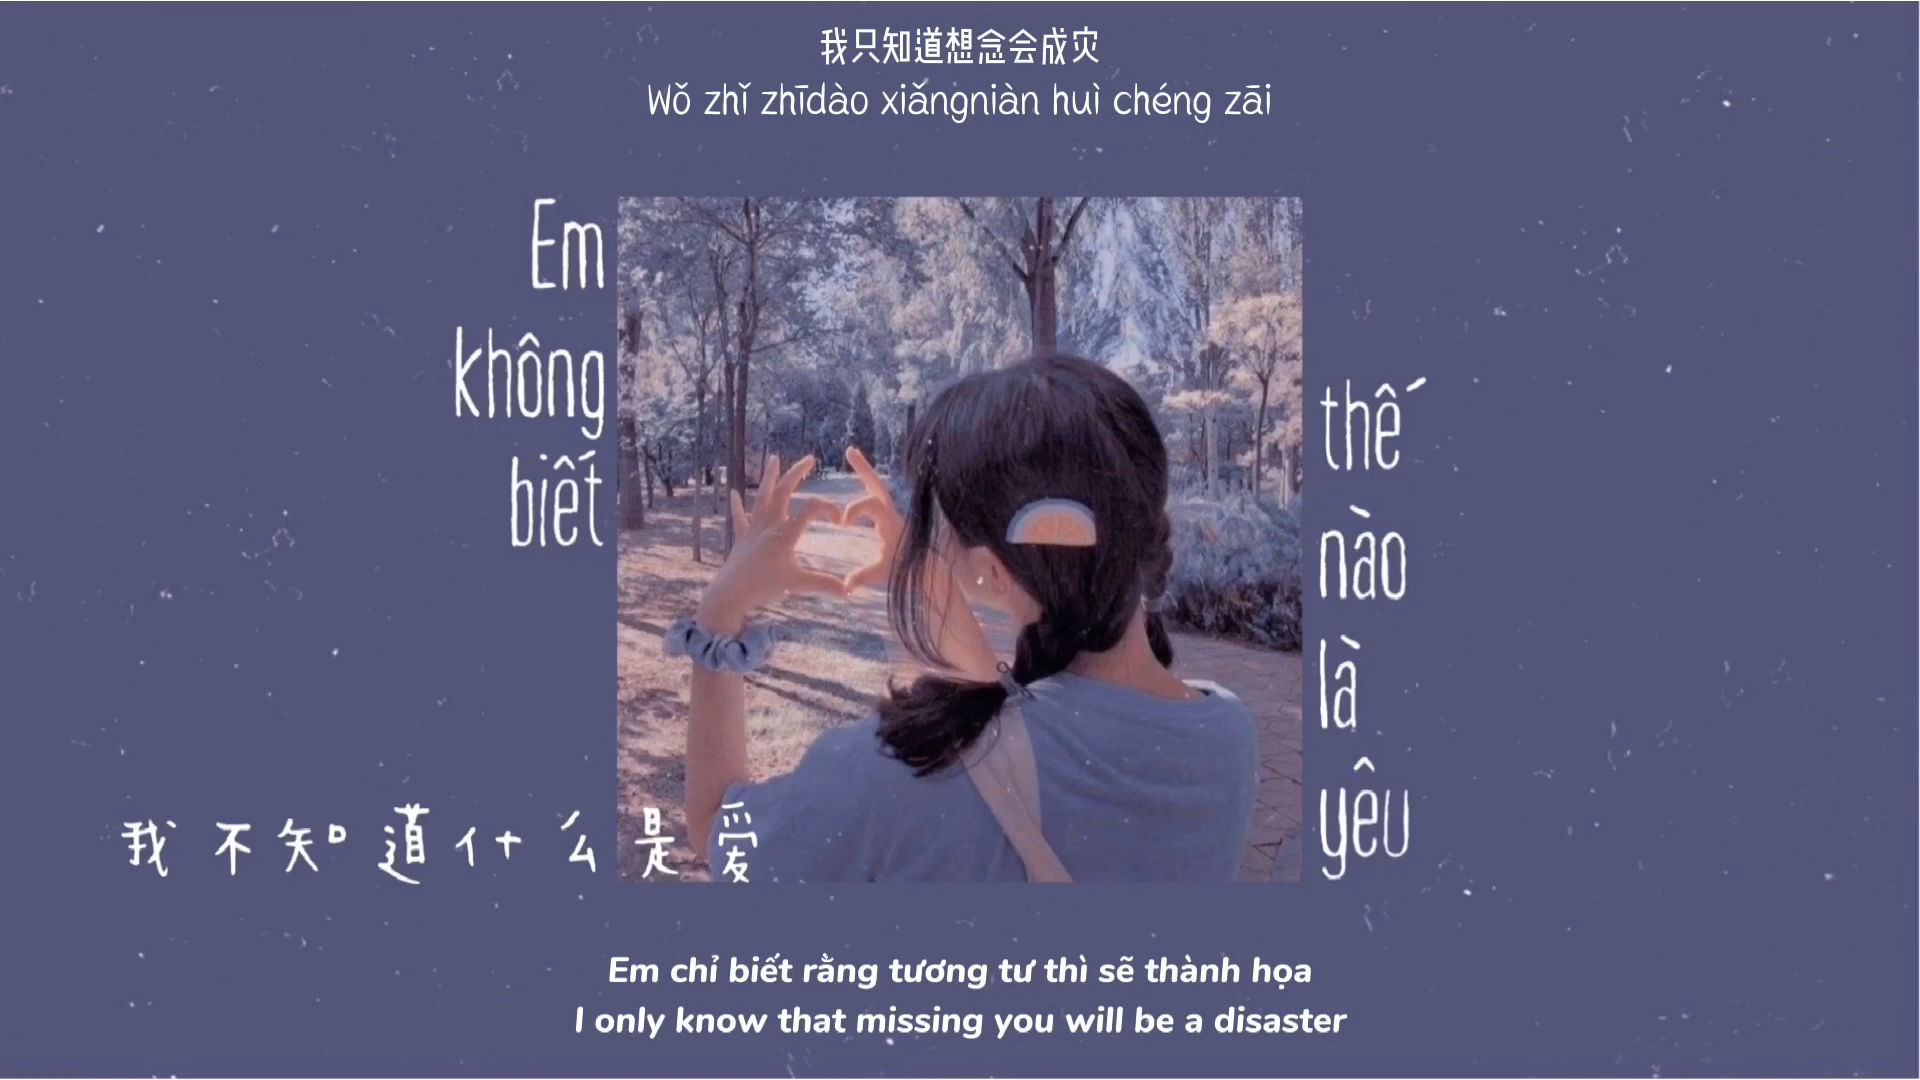 我只知道想念会成灾
Wǒ zhǐ zhīdào xiǎngniàn huì chéng zāi
Em
không
biết
thế
nào
là
yêu
我不知道什么是爱
Em chỉ biết rằng tương tư thì sẽ thành họa
I only know that missing you will be a disaster